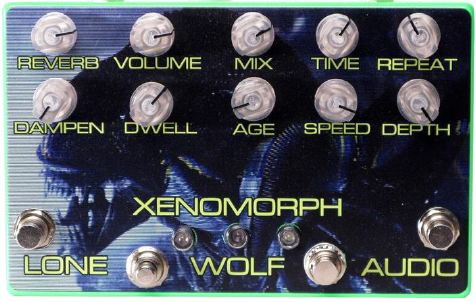 REVERB VOLUME MIX TIME REPEAT
DAMPEN DWELL AGE SPEED DEPTH
XENOMORPH
LONE WOLF AUDIO